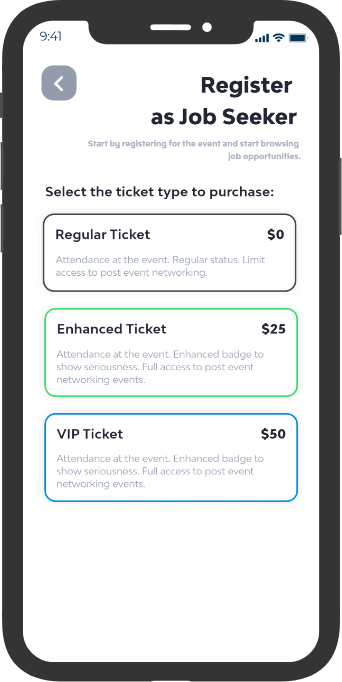 9:41
Register
as Job Seeker
Start by registering for the event and start browsing
job opportunities.
Select the ticket type to purchase:
Regular Ticket $0
Attendance at the event. Regular status. Limit
access to post event networking.
Enhanced Ticket $25
Attendance at the event. Enhanced badge to
show seriousness. Full access to post event
networking events.
VIP Ticket $50
Attendance at the event. Enhanced badge to
show seriousness. Full access to post event
networking events.